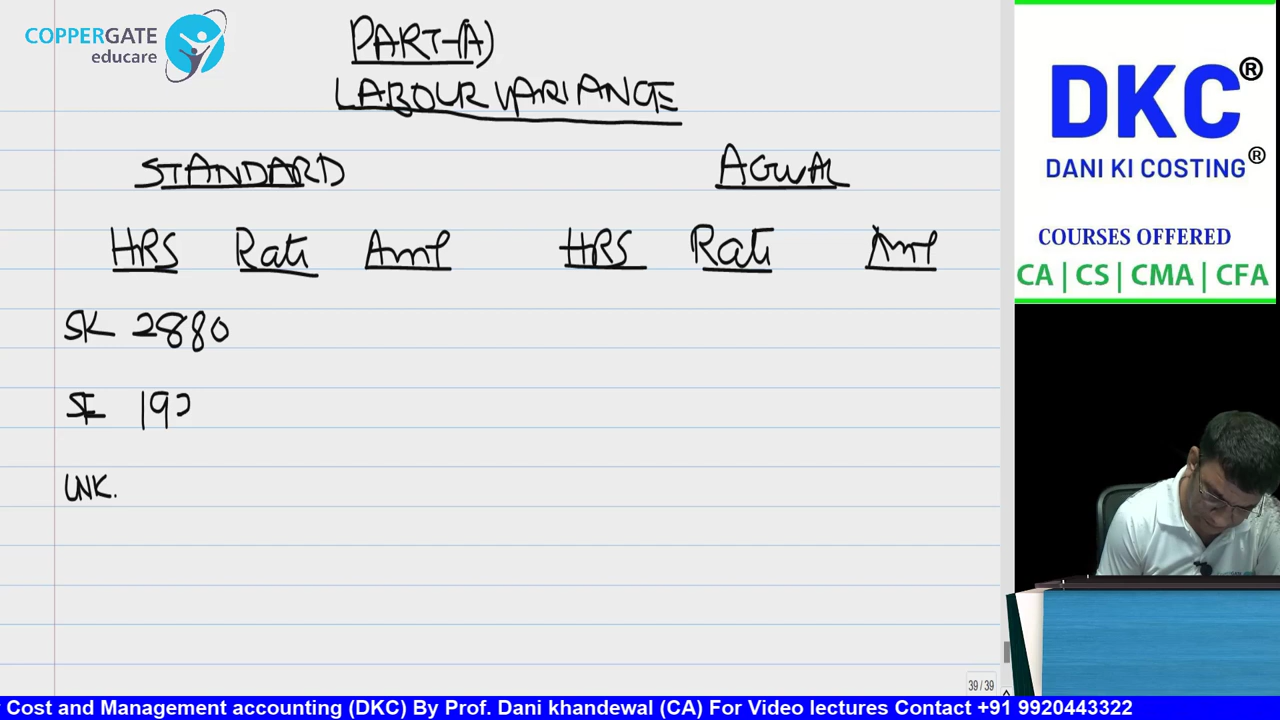 COPPERGATE
educare
PART-(A)
LABOUR VARIANCE
STANDARD
ACTUAL
HRS Rate Amt HRS Rate Amt
SK 2880
192
UNK.
39 / 39
DKC®
DANI KI COSTING®
COURSES OFFERED
CA | CS | CMA | CFA
Cost and Management accounting (DKC) By Prof. Dani khandewal (CA) For Video lectures Contact +91 9920443322